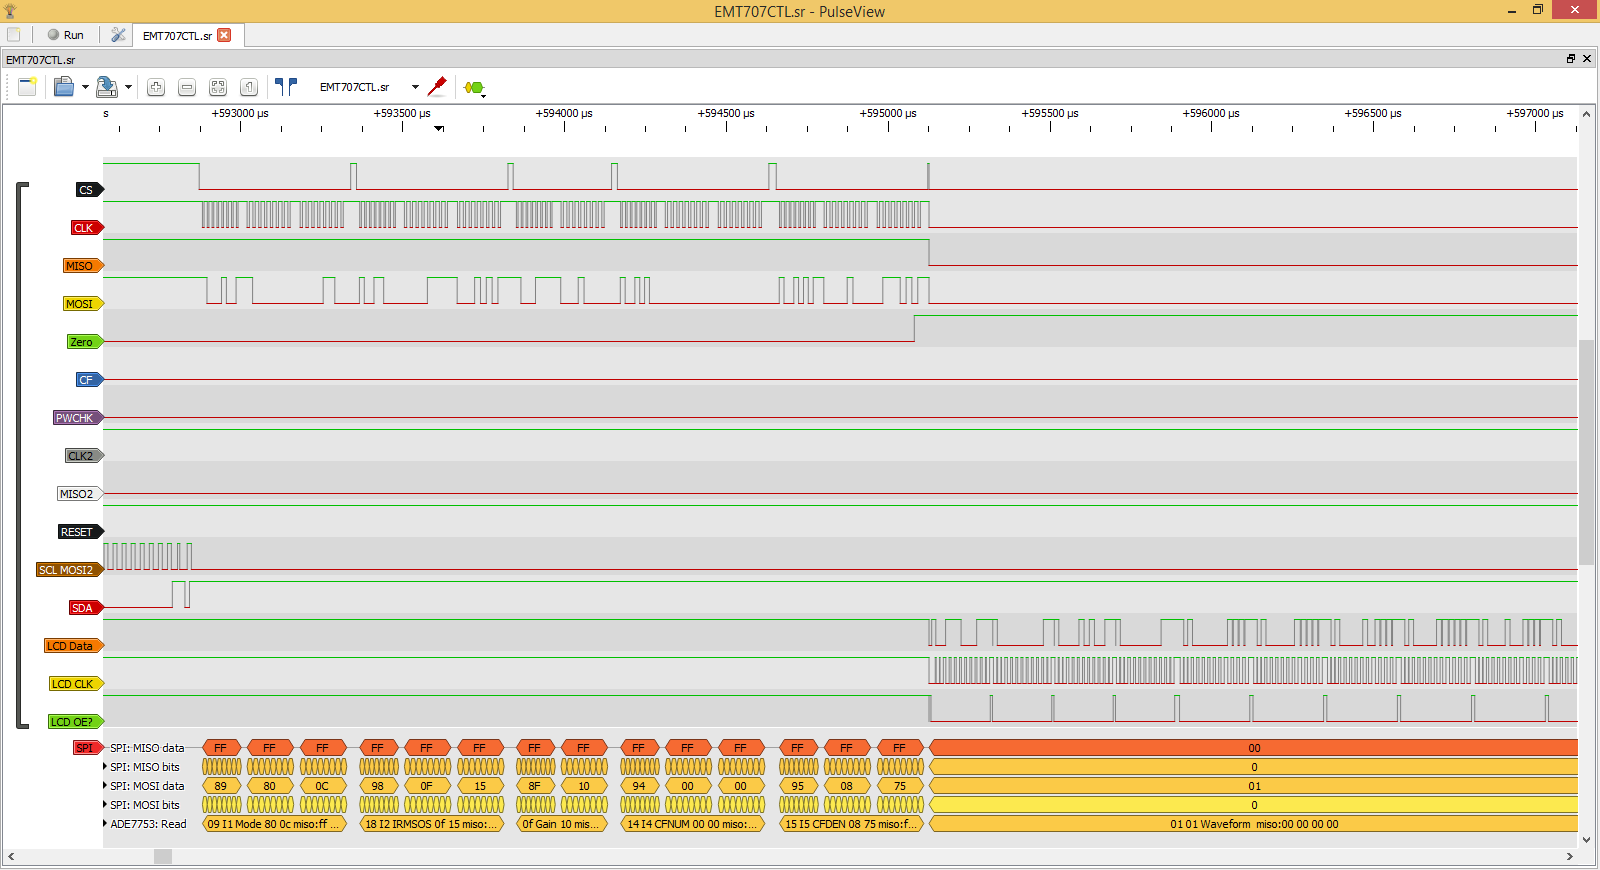 EMT707CTL.sr - PulseView
Run
EMT707CTL.sr
EMT707CTL.sr
EMT707CTL.sr
s +593000 µs +593500 µs +594000 µs +594500 µs +595000 µs +595500 µs +596000 µs +596500 µs +597000 µs
CS
CLK
MISO
MOSI
Zero
CF
PWCHK
CLK2
MISO2
RESET
SCL MOSI2
SDA
LCD Data
LCD CLK
LCD OE?
SPI SPI: MISO data FF FF FF FF FF FF FF FF FF FF FF FF FF FF 00
SPI: MISO bits 0
SPI: MOSI data 89 80 0C 98 0F 15 8F 10 94 00 00 95 08 75 01
SPI: MOSI bits 0
ADE7753: Read 09 I1 Mode 80 0c miso:ff ... 18 I2 IRMSOS 0f 15 miso:... 0f Gain 10 mis... 14 I4 CFNUM 00 00 miso:... 15 I5 CFDEN 08 75 miso:f... 01 01 Waveform miso:00 00 00 00